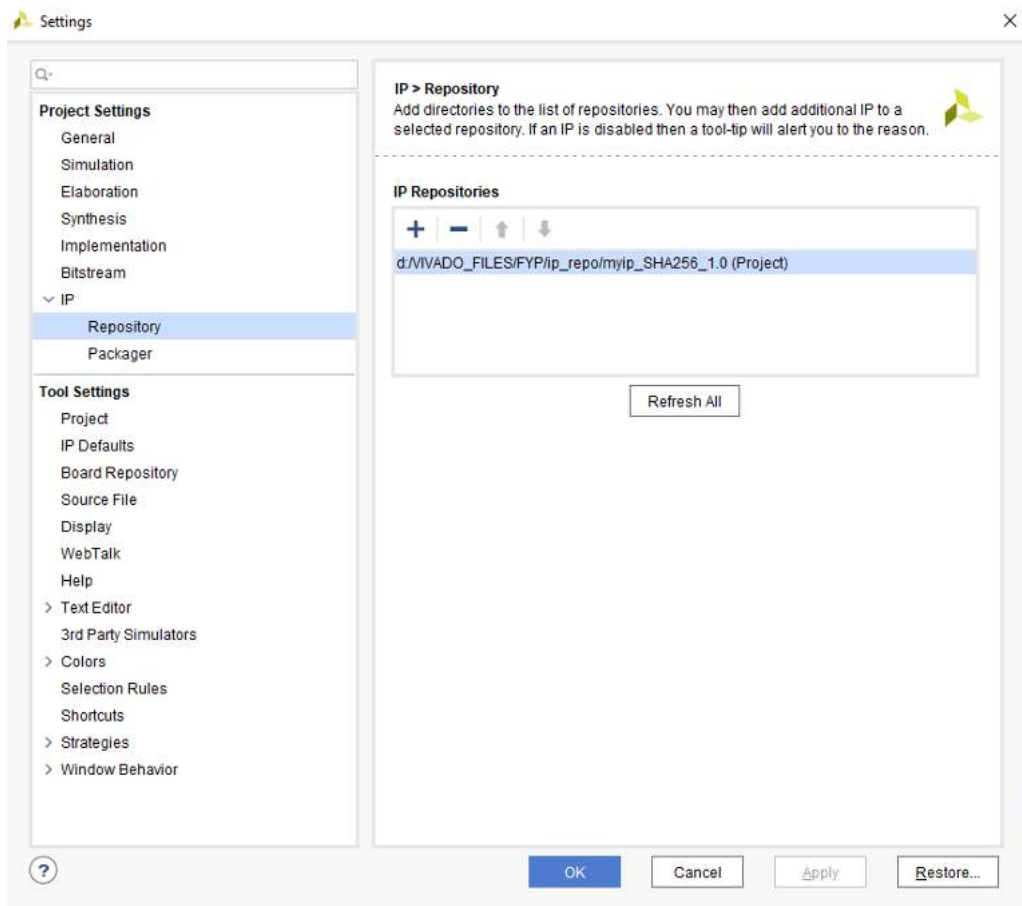 Settings
Project Settings
General
Simulation
Elaboration
Synthesis
Implementation
Bitstream
IP
Repository
Packager
Tool Settings
Project
IP Defaults
Board Repository
Source File
Display
WebTalk
Help
Text Editor
3rd Party Simulators
Colors
Selection Rules
Shortcuts
Strategies
Window Behavior
IP > Repository
Add directories to the list of repositories. You may then add additional IP to a
selected repository. If an IP is disabled then a tool-tip will alert you to the reason.
IP Repositories
d:/VIVADO_FILES/FYP/ip_repo/myip_SHA256_1.0 (Project)
Refresh All
?
OK
Cancel
Apply
Restore...